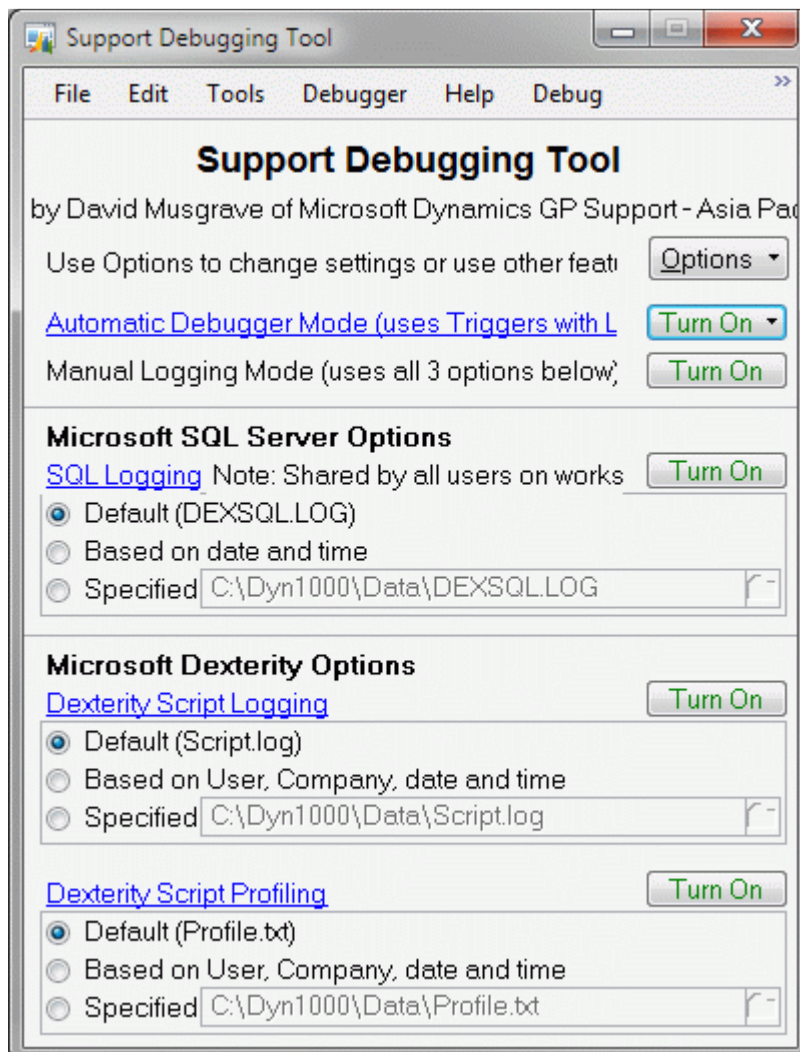 Support Debugging Tool
File Edit Tools Debugger Help Debug »
Support Debugging Tool
by David Musgrave of Microsoft Dynamics GP Support - Asia Pac
Use Options to change settings or use other featu Options
Automatic Debugger Mode (uses Triggers with L Turn On
Manual Logging Mode (uses all 3 options below) Turn On
Microsoft SQL Server Options
SQL Logging Note: Shared by all users on works Turn On
Default (DEXSQL.LOG)
Based on date and time
Specified C:\Dyn1000\Data\DEXSQL.LOG
Microsoft Dexterity Options
Dexterity Script Logging Turn On
Default (Script.log)
Based on User, Company, date and time
Specified C:\Dyn1000\Data\Script.log
Dexterity Script Profiling Turn On
Default (Profile.txt)
Based on User, Company, date and time
Specified C:\Dyn1000\Data\Profile.txt